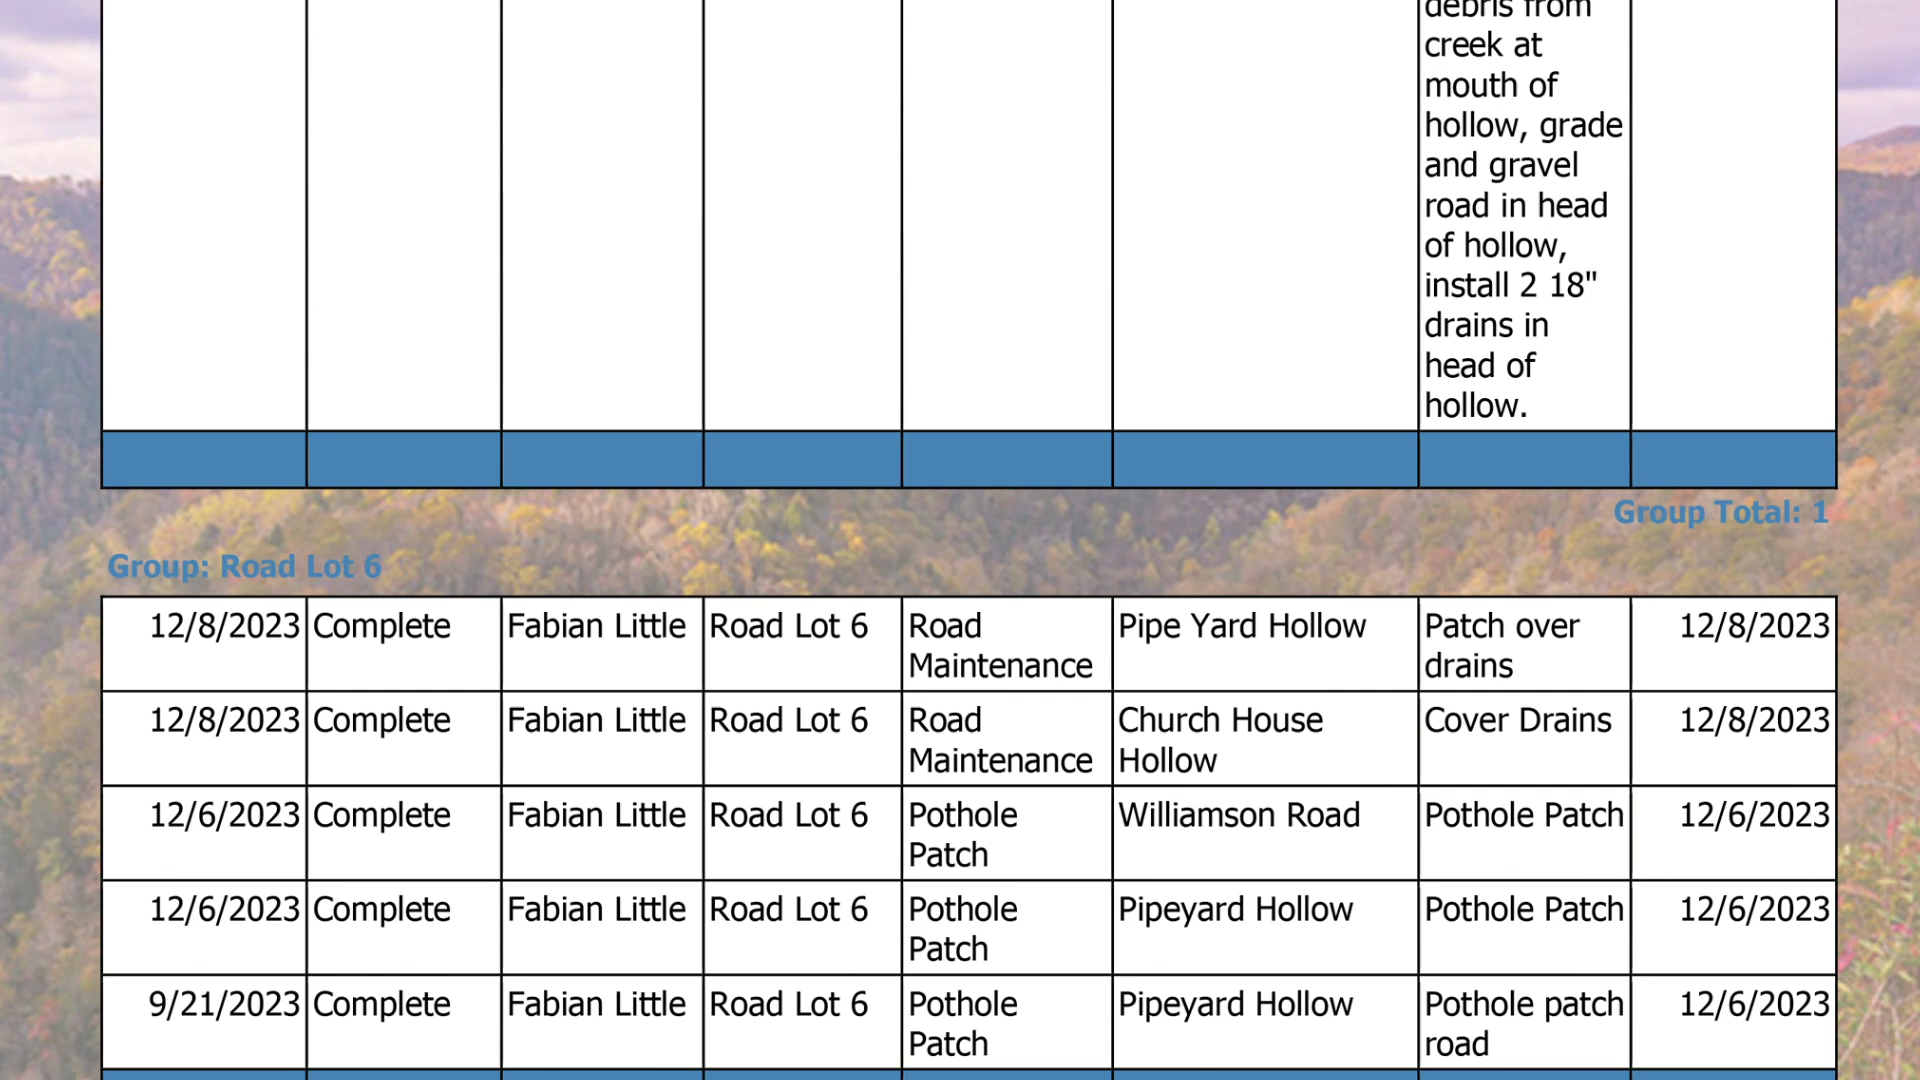 debris from
creek at
mouth of
hollow, grade
and gravel
road in head
of hollow,
install 2 18"
drains in
head of
hollow.
Group Total: 1
Group: Road Lot 6
12/8/2023 Complete Fabian Little Road Lot 6 Road Maintenance Pipe Yard Hollow Patch over drains 12/8/2023
12/8/2023 Complete Fabian Little Road Lot 6 Road Maintenance Church House Hollow Cover Drains 12/8/2023
12/6/2023 Complete Fabian Little Road Lot 6 Pothole Patch Williamson Road Pothole Patch 12/6/2023
12/6/2023 Complete Fabian Little Road Lot 6 Pothole Patch Pipeyard Hollow Pothole Patch 12/6/2023
9/21/2023 Complete Fabian Little Road Lot 6 Pothole Patch Pipeyard Hollow Pothole patch road 12/6/2023